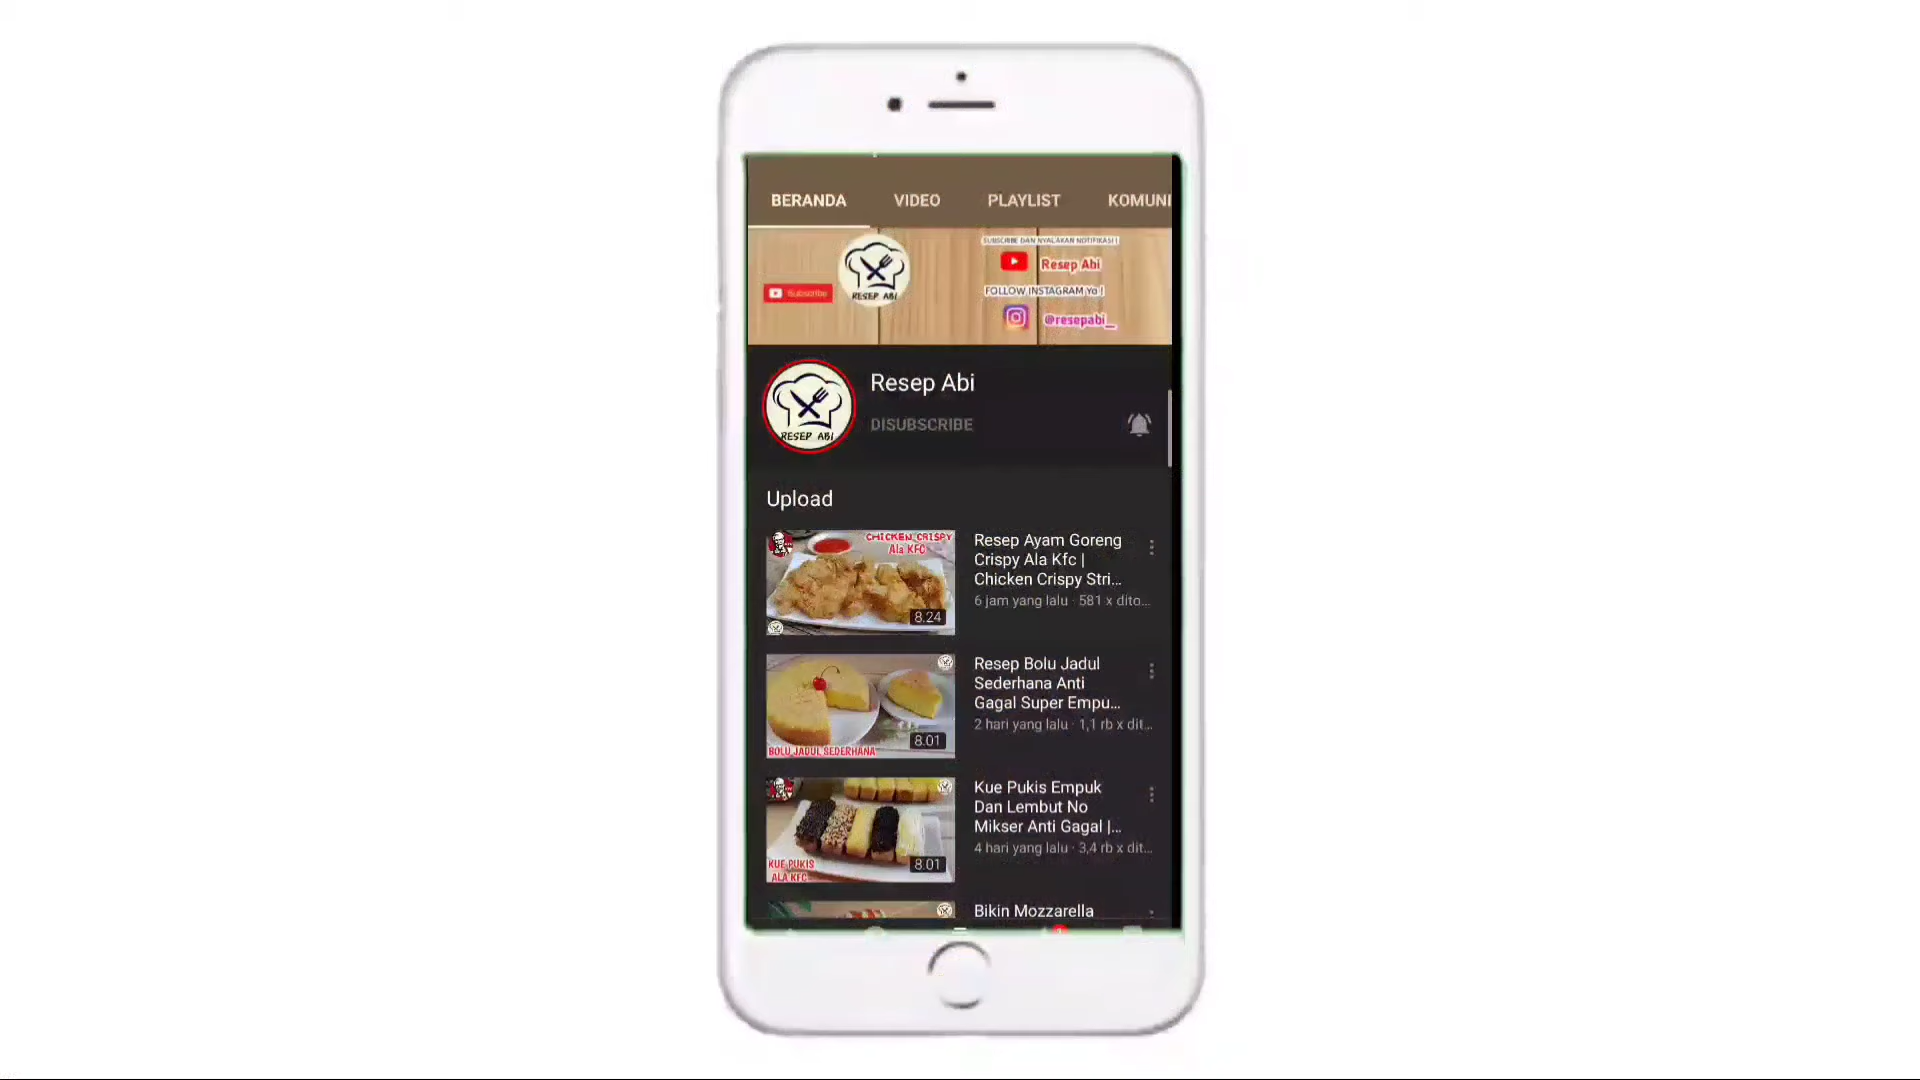 BERANDA VIDEO PLAYLIST KOMUNI
SUBSCRIBE DAN NYALAKAN NOTIFIKASI !
Resep Abi
Subscribe
RESEP ABI
FOLLOW INSTAGRAM Ya !
@resepabi_
Resep Abi
RESEP ABI
DISUBSCRIBE
Upload
CHICKEN CRISPY
Ala KFC
8.24
Resep Ayam Goreng
Crispy Ala Kfc |
Chicken Crispy Stri...
6 jam yang lalu · 581 x dito...
BOLU JADUL SEDERHANA
8.01
Resep Bolu Jadul
Sederhana Anti
Gagal Super Empu...
2 hari yang lalu · 1,1 rb x dit...
KUE PUKIS
ALA KFC
8.01
Kue Pukis Empuk
Dan Lembut No
Mikser Anti Gagal |...
4 hari yang lalu · 3,4 rb x dit...
Bikin Mozzarella